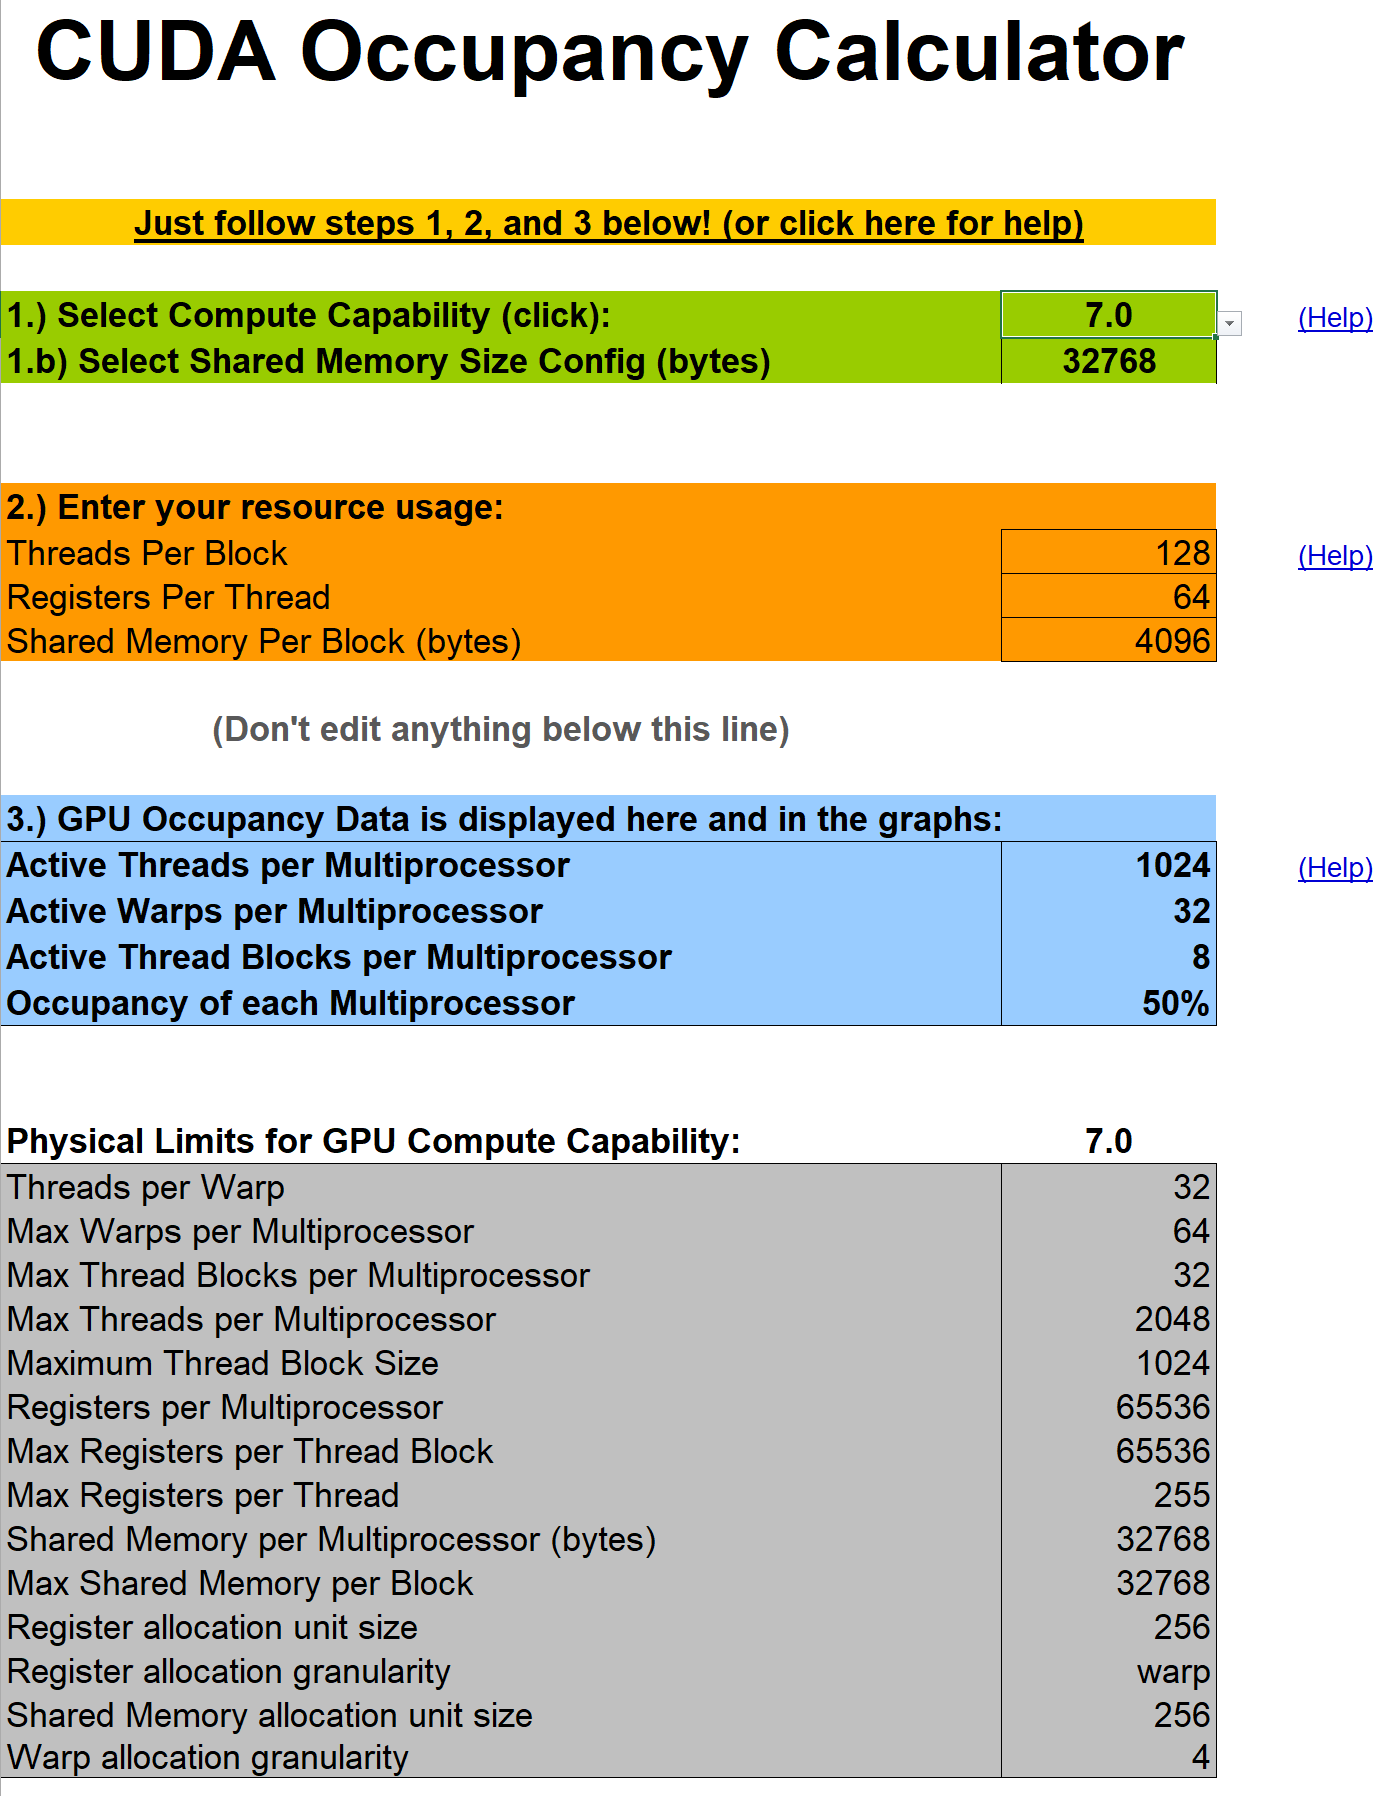 CUDA Occupancy Calculator
Just follow steps 1, 2, and 3 below! (or click here for help)
1.) Select Compute Capability (click): 7.0 (Help)
1.b) Select Shared Memory Size Config (bytes) 32768
2.) Enter your resource usage:
Threads Per Block 128 (Help)
Registers Per Thread 64
Shared Memory Per Block (bytes) 4096
(Don't edit anything below this line)
3.) GPU Occupancy Data is displayed here and in the graphs:
Active Threads per Multiprocessor 1024 (Help)
Active Warps per Multiprocessor 32
Active Thread Blocks per Multiprocessor 8
Occupancy of each Multiprocessor 50%
Physical Limits for GPU Compute Capability: 7.0
Threads per Warp 32
Max Warps per Multiprocessor 64
Max Thread Blocks per Multiprocessor 32
Max Threads per Multiprocessor 2048
Maximum Thread Block Size 1024
Registers per Multiprocessor 65536
Max Registers per Thread Block 65536
Max Registers per Thread 255
Shared Memory per Multiprocessor (bytes) 32768
Max Shared Memory per Block 32768
Register allocation unit size 256
Register allocation granularity warp
Shared Memory allocation unit size 256
Warp allocation granularity 4